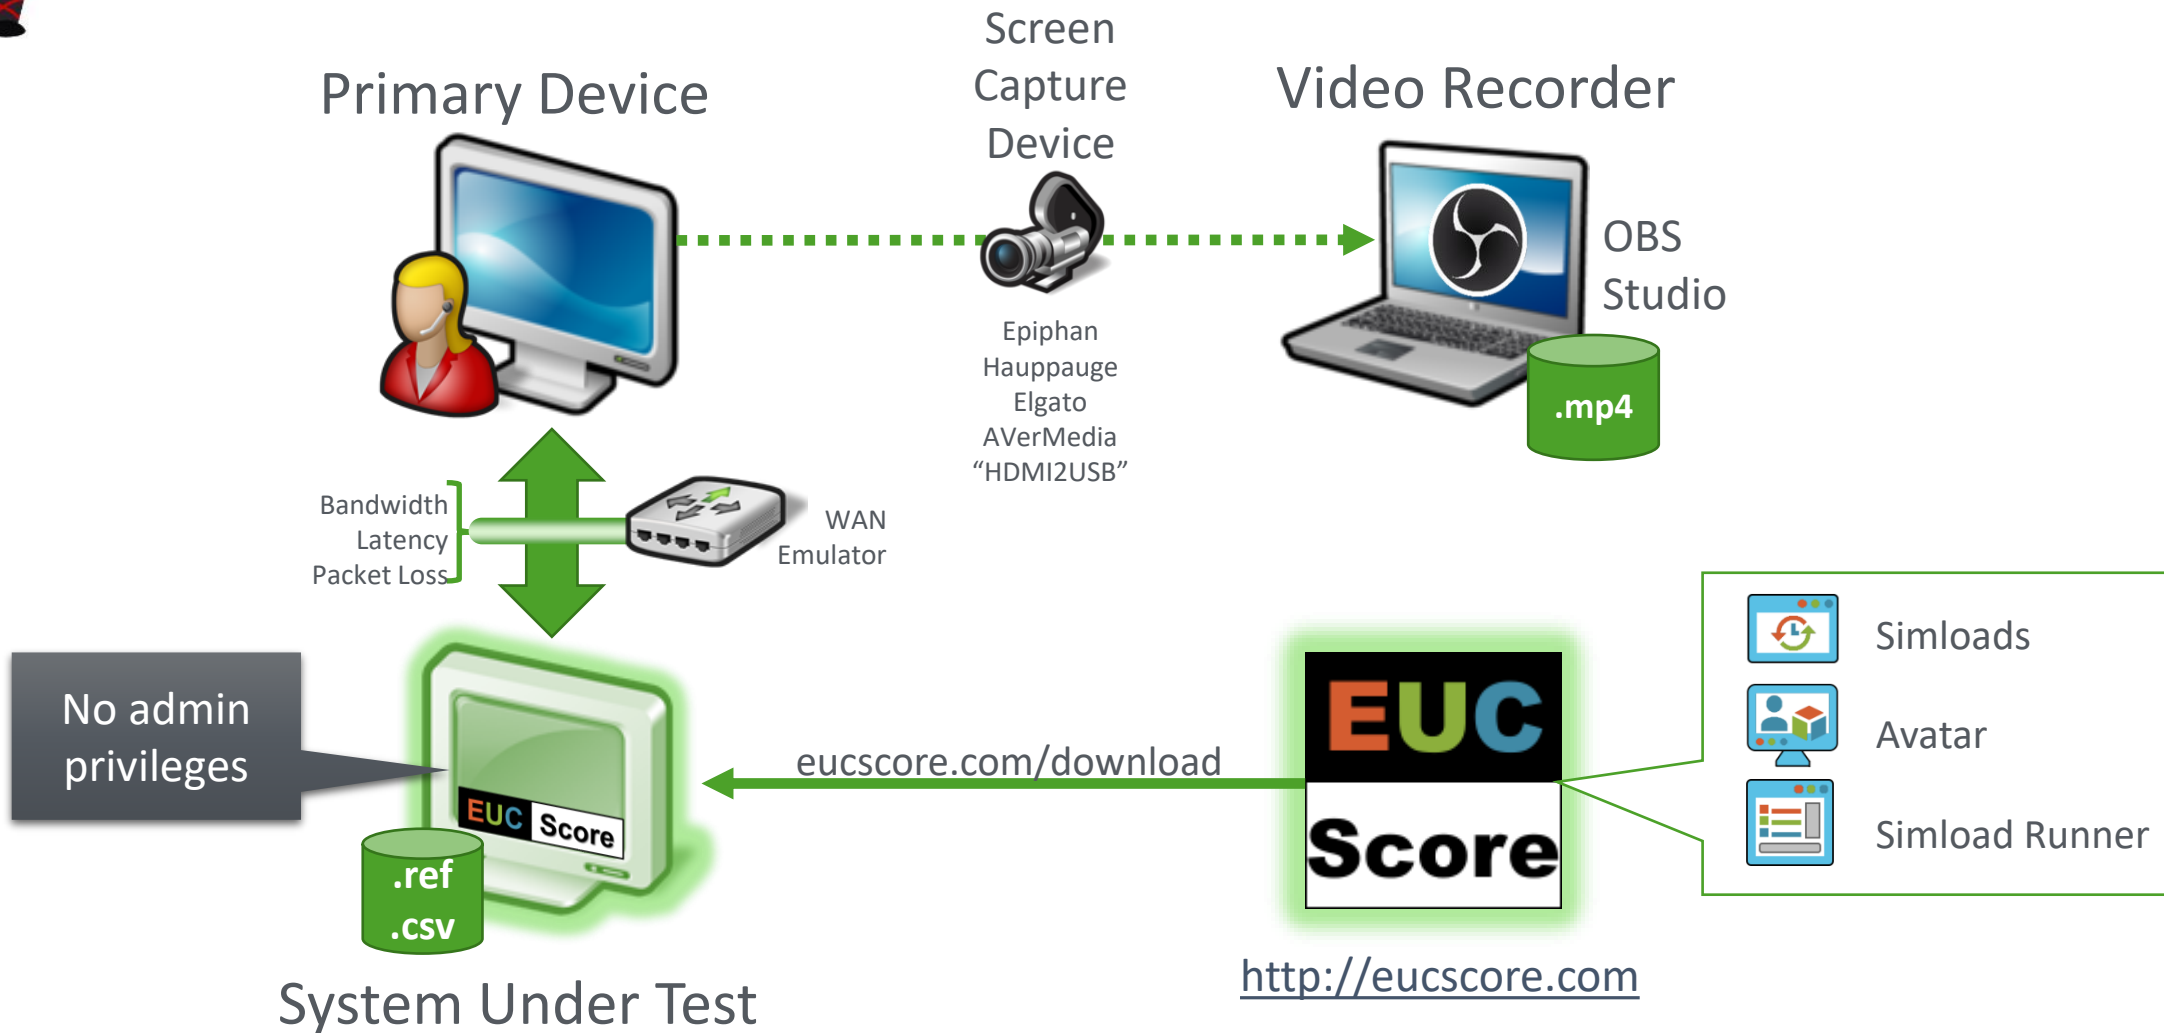 Primary Device
Screen
Capture
Device
Video Recorder
OBS
Studio
.mp4
Epiphan
Hauppauge
Elgato
AVerMedia
“HDMI2USB”
Bandwidth
Latency
Packet Loss
WAN
Emulator
No admin
privileges
EUC Score
.ref
.csv
System Under Test
eucscore.com/download
EUC
Score
http://eucscore.com
Simloads
Avatar
Simload Runner